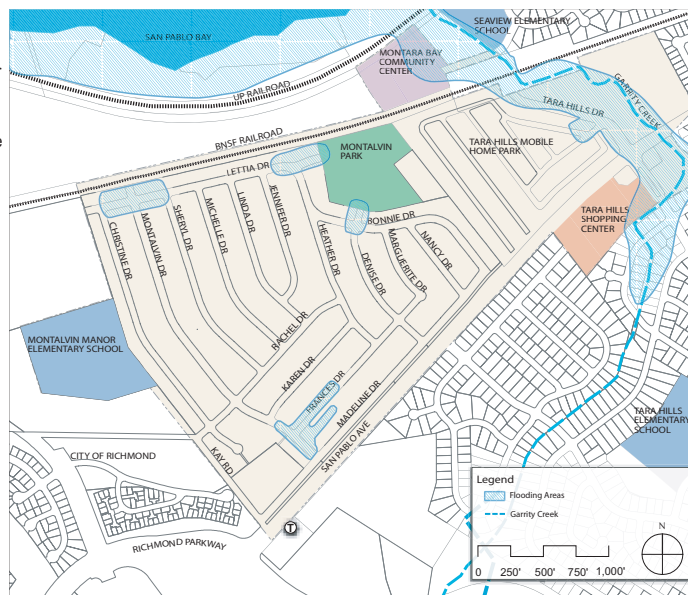 SEAVIEW ELEMENTARY
SCHOOL
SAN PABLO BAY
MONTARA BAY
COMMUNITY
CENTER
UP RAILROAD
GARRITY CREEK
TARA HILLS DR
BNSF RAILROAD
MONTALVIN
PARK
TARA HILLS MOBILE
HOME PARK
LETTIA DR
CHRISTINE DR
MONTALVIN DR
SHERYL DR
MICHELLE DR
LINDA DR
JENNIFER DR
HEATHER DR
BONNIE DR
DENISE DR
MARGUERITE DR
NANCY DR
TARA HILLS
SHOPPING
CENTER
MONTALVIN MANOR
ELEMENTARY SCHOOL
RACHEL DR
KAREN DR
FRANCES DR
MADELINE DR
SAN PABLO AVE
KAY RD
TARA HILLS
ELEMENTARY
SCHOOL
CITY OF RICHMOND
RICHMOND PARKWAY
T
Legend
Flooding Areas
Garrity Creek
N
0 250' 500' 750' 1,000'